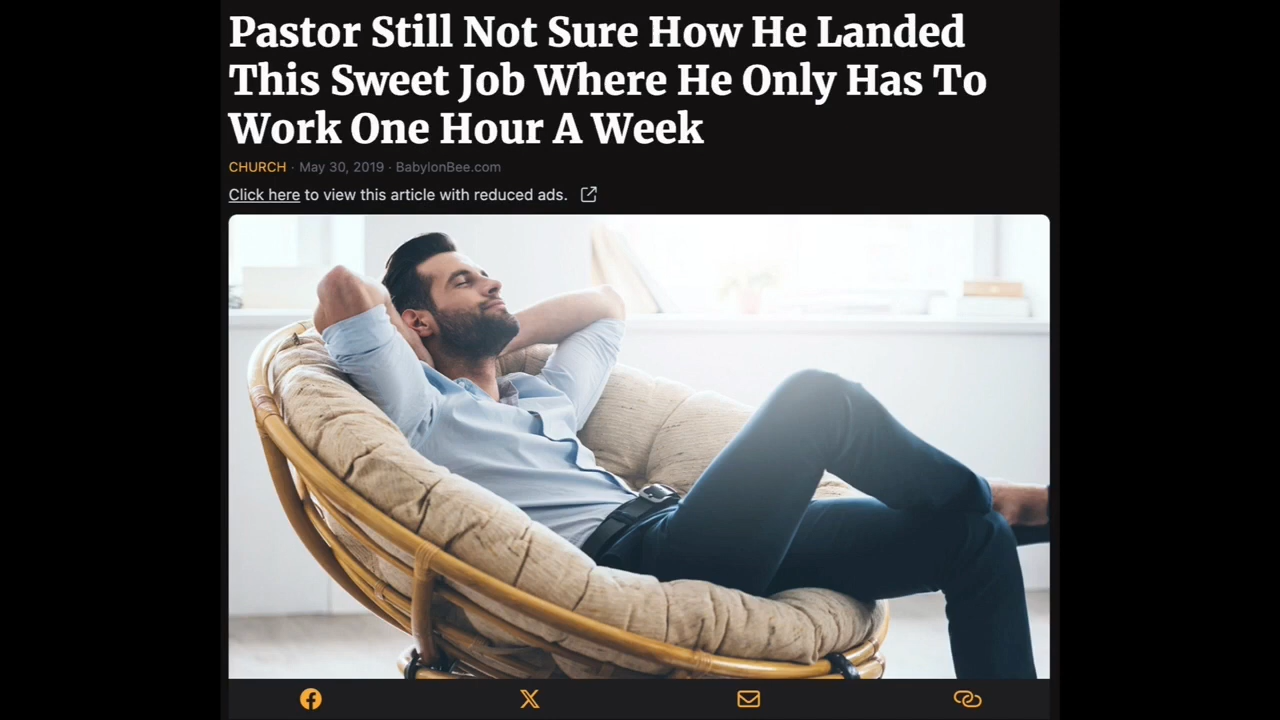 Pastor Still Not Sure How He Landed
This Sweet Job Where He Only Has To
Work One Hour A Week
CHURCH · May 30, 2019 · BabylonBee.com
Click here to view this article with reduced ads.